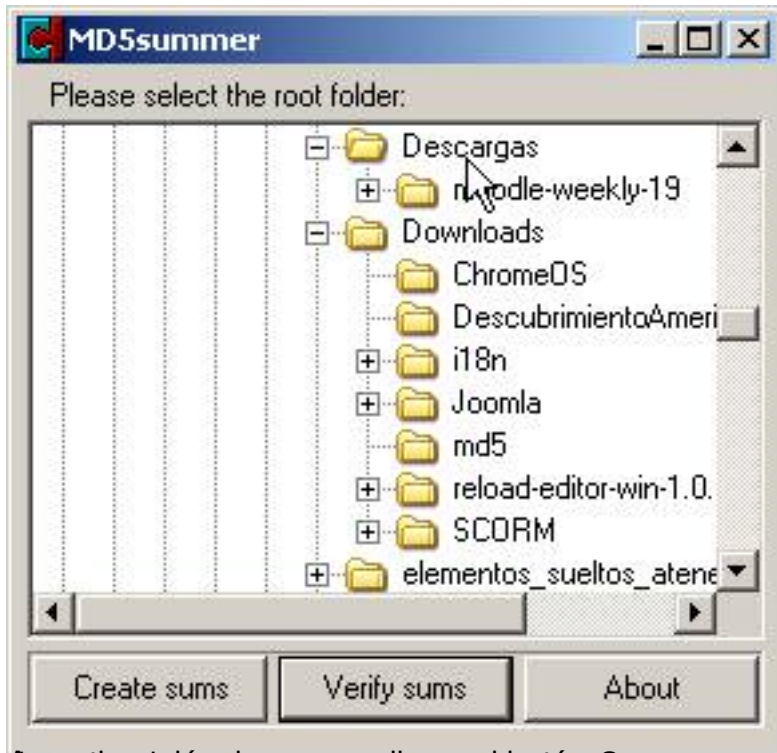 MD5summer
Please select the root folder:
Descargas
moodle-weekly-19
Downloads
ChromeOS
DescubrimientoAmeri
i18n
Joomla
md5
reload-editor-win-1.0.
SCORM
elementos_sueltos_atene
Create sums
Verify sums
About